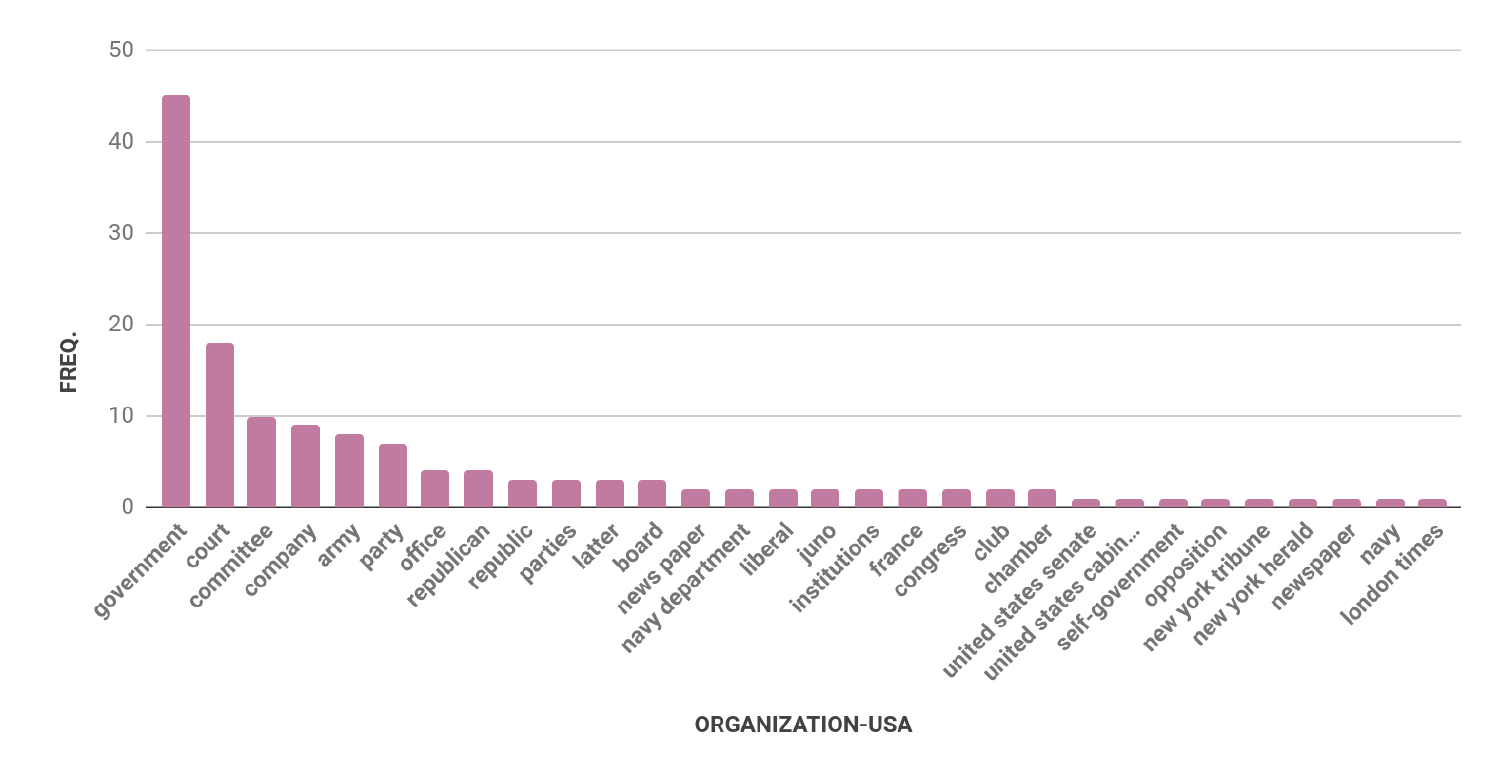 50
40
30
20
10
0
FREQ.
government
court
committee
company
army
party
office
republican
republic
parties
latter
board
news paper
navy department
liberal
juno
institutions
france
congress
club
chamber
united states senate
united states cabin...
self-government
opposition
new york tribune
new york herald
newspaper
navy
london times
ORGANIZATION-USA